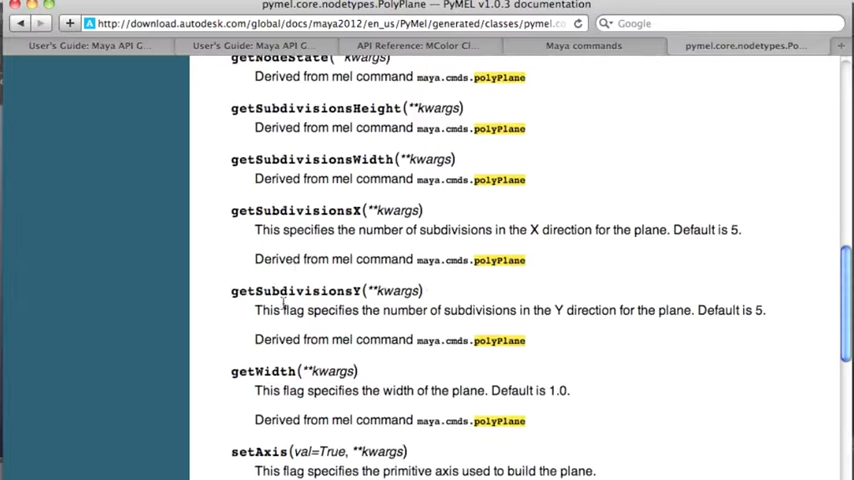 pymel.core.nodetypes.PolyPlane — PyMEL v1.0.3 documentation
http://download.autodesk.com/global/docs/maya2012/en_us/PyMel/generated/classes/pymel.co
Google
User's Guide: Maya API G...
User's Guide: Maya API G...
API Reference: MColor Cl...
Maya commands
pymel.core.nodetypes.Po...
getNodeState(**kwargs)
Derived from mel command maya.cmds.polyPlane
getSubdivisionsHeight(**kwargs)
Derived from mel command maya.cmds.polyPlane
getSubdivisionsWidth(**kwargs)
Derived from mel command maya.cmds.polyPlane
getSubdivisionsX(**kwargs)
This specifies the number of subdivisions in the X direction for the plane. Default is 5.
Derived from mel command maya.cmds.polyPlane
getSubdivisionsY(**kwargs)
This flag specifies the number of subdivisions in the Y direction for the plane. Default is 5.
Derived from mel command maya.cmds.polyPlane
getWidth(**kwargs)
This flag specifies the width of the plane. Default is 1.0.
Derived from mel command maya.cmds.polyPlane
setAxis(val=True, **kwargs)
This flag specifies the primitive axis used to build the plane.